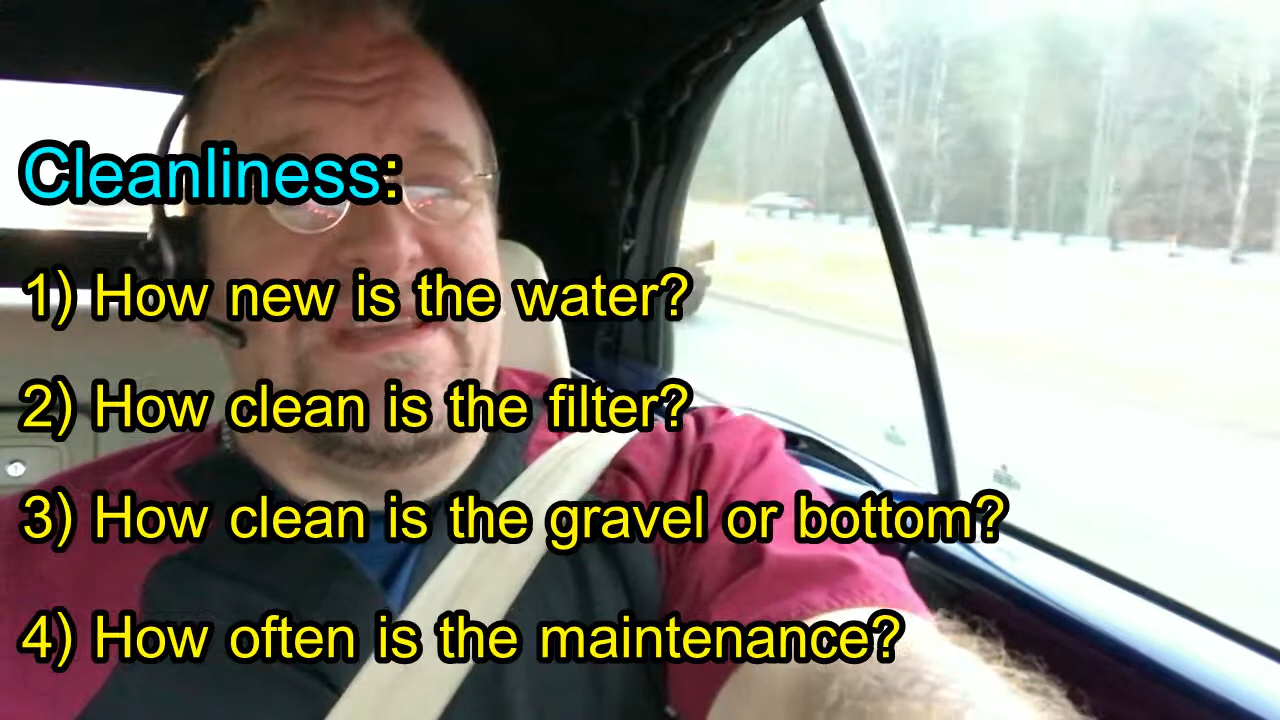 Cleanliness:
1) How new is the water?
2) How clean is the filter?
3) How clean is the gravel or bottom?
4) How often is the maintenance?